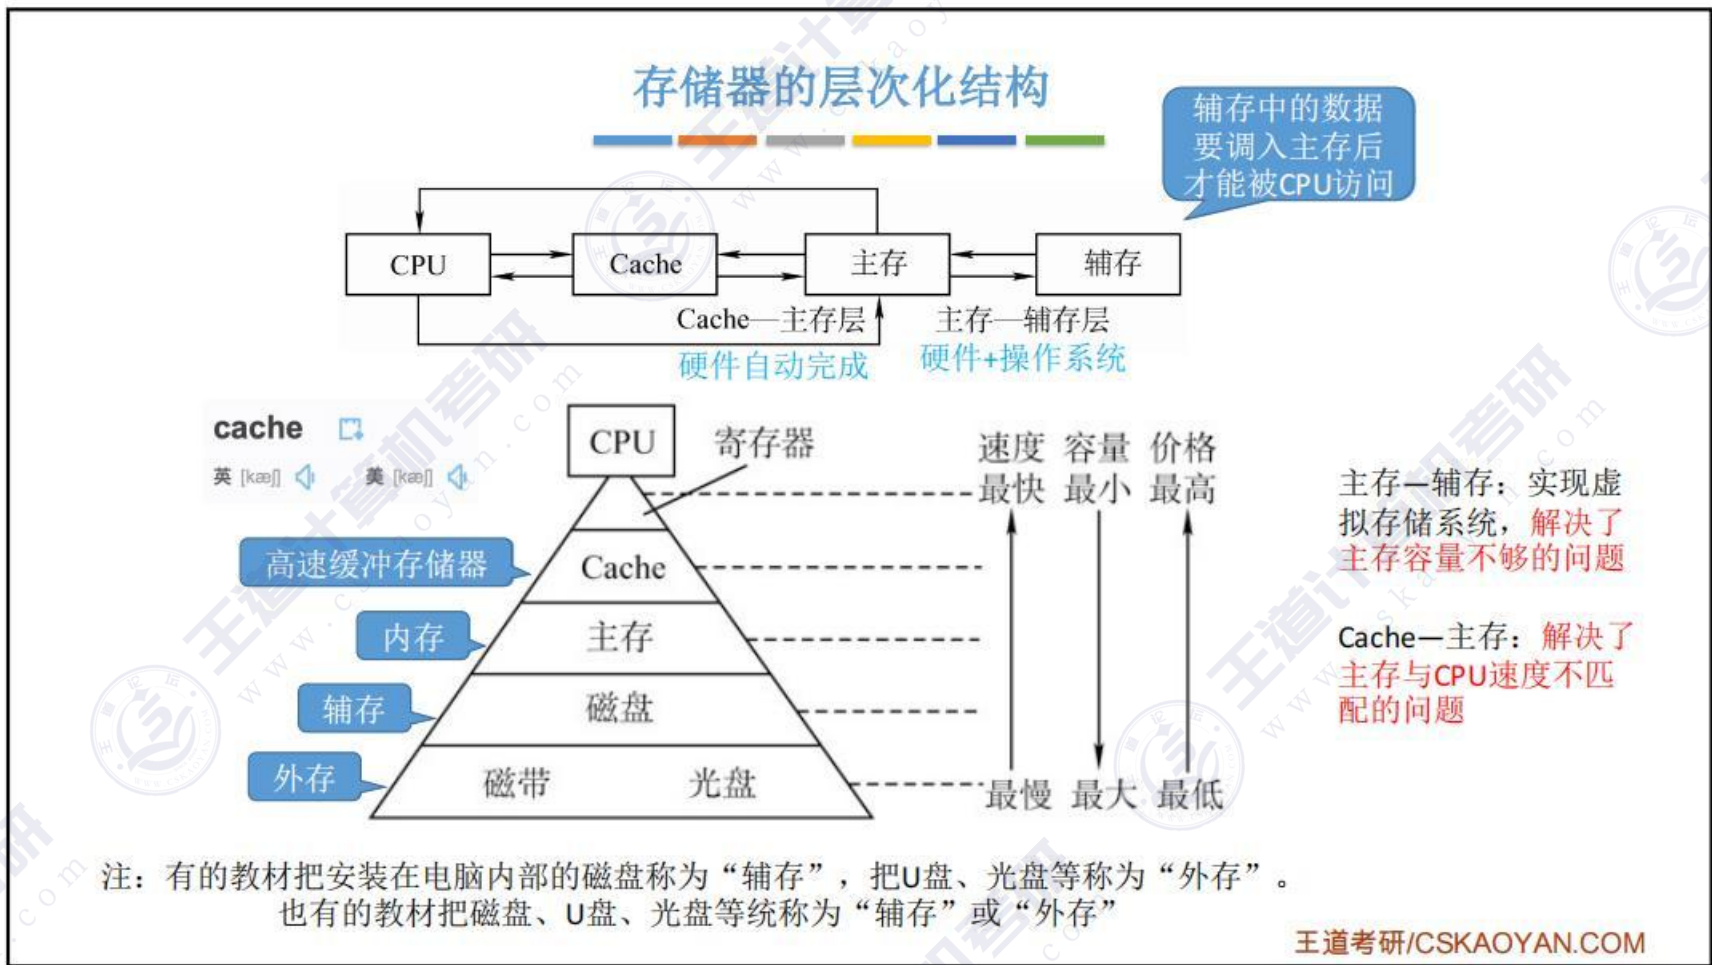 存储器的层次化结构
辅存中的数据
要调入主存后
才能被CPU访问
CPU
Cache
主存
辅存
Cache—主存层
主存—辅存层
硬件自动完成
硬件+操作系统
cache
英 [kæʃ]
美 [kæʃ]
CPU
寄存器
速度 容量 价格
最快 最小 最高
高速缓冲存储器
Cache
内存
主存
辅存
磁盘
外存
磁带
光盘
最慢 最大 最低
主存—辅存：实现虚
拟存储系统，解决了
主存容量不够的问题
Cache—主存：解决了
主存与CPU速度不匹
配的问题
注：有的教材把安装在电脑内部的磁盘称为“辅存”，把U盘、光盘等称为“外存”。
也有的教材把磁盘、U盘、光盘等统称为“辅存”或“外存”
王道考研/CSKAOYAN.COM
王道计算机考研
www.cskaoyan.com